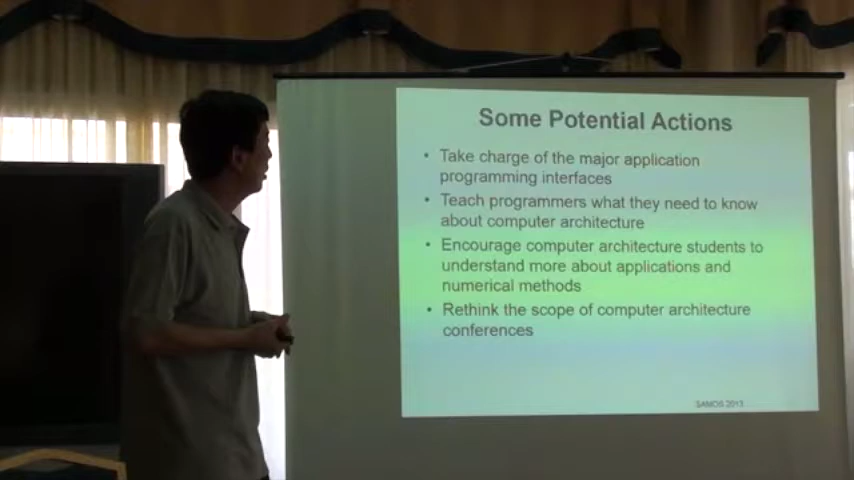 Some Potential Actions
• Take charge of the major application
programming interfaces
• Teach programmers what they need to know
about computer architecture
• Encourage computer architecture students to
understand more about applications and
numerical methods
• Rethink the scope of computer architecture
conferences
SAMOS 2013